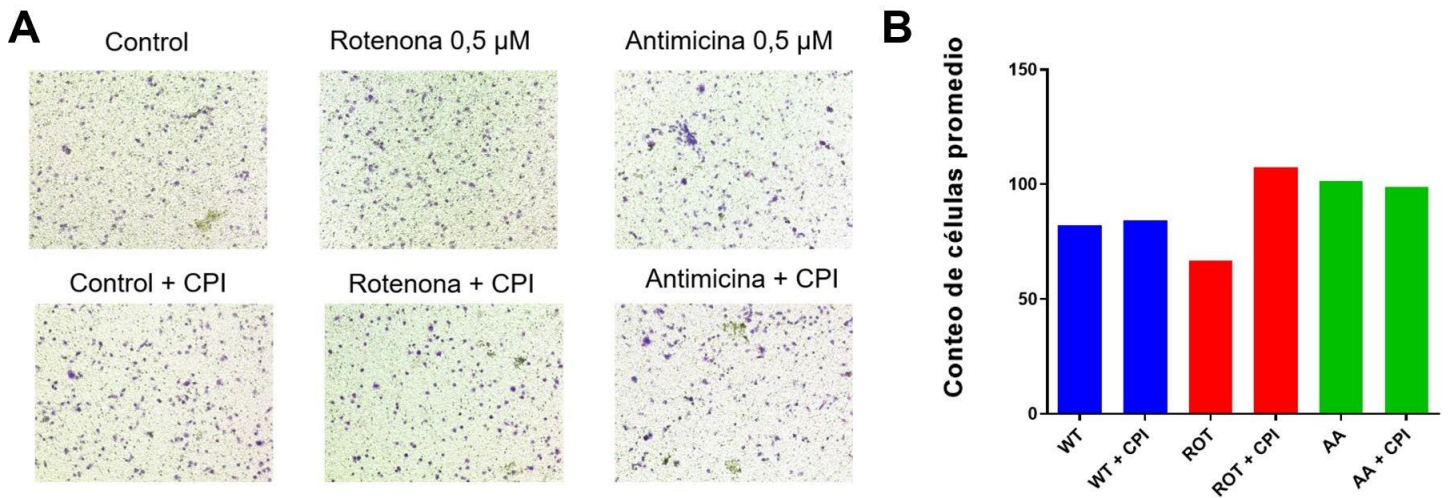 A
Control
Rotenona 0,5 µM
Antimicina 0,5 µM
Control + CPI
Rotenona + CPI
Antimicina + CPI
B
Conteo de células promedio
150
100
50
0
WT
WT + CPI
ROT
ROT + CPI
AA
AA + CPI